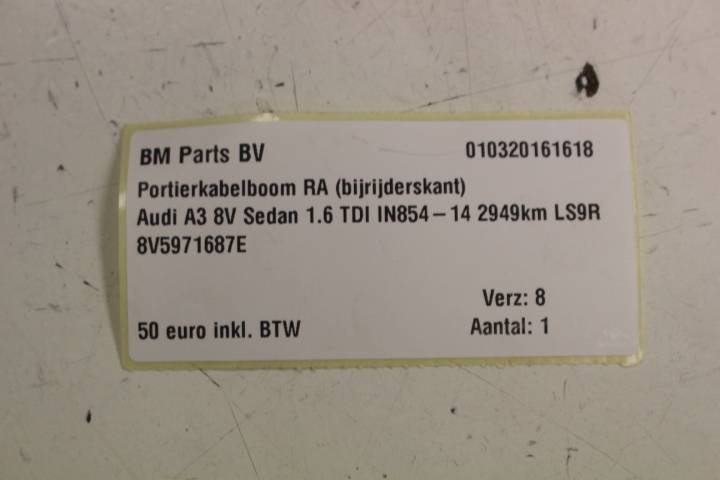 BM Parts BV 010320161618
Portierkabelboom RA (bijrijderskant)
Audi A3 8V Sedan 1.6 TDI IN854-14 2949km LS9R
8V5971687E
Verz: 8
50 euro inkl. BTW Aantal: 1